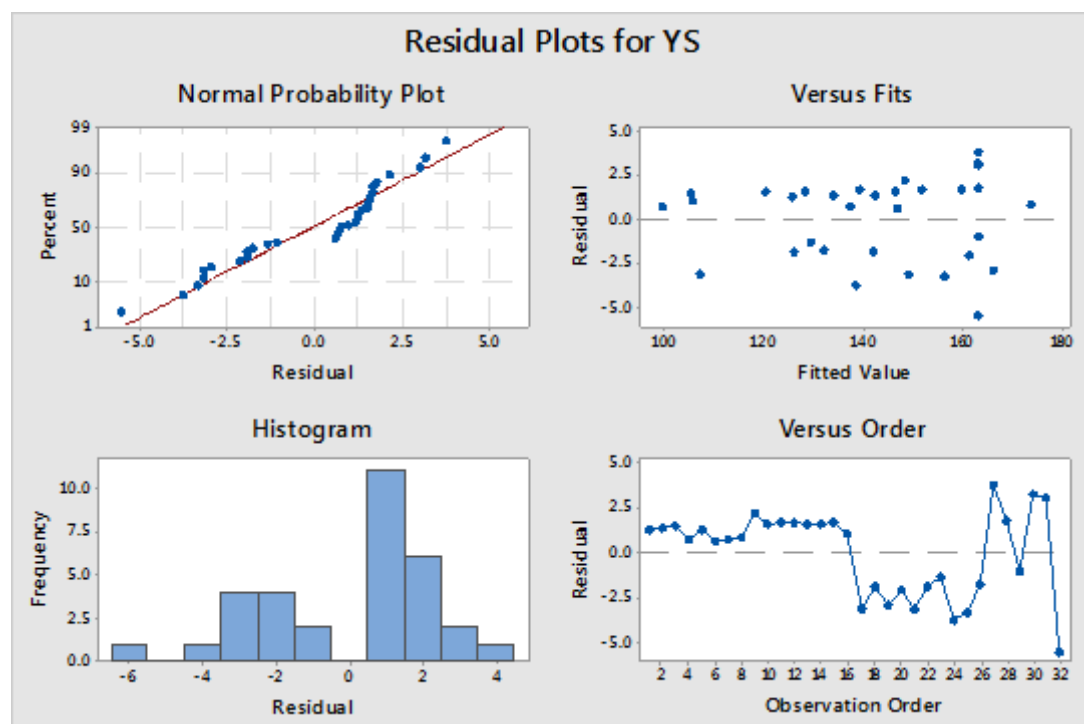 Residual Plots for YS
Normal Probability Plot
99
90
50
10
1
Percent
-5.0 -2.5 0.0 2.5 5.0
Residual
Versus Fits
5.0
2.5
0.0
-2.5
-5.0
Residual
100 120 140 160 180
Fitted Value
Histogram
10.0
7.5
5.0
2.5
0.0
Frequency
-6 -4 -2 0 2 4
Residual
Versus Order
5.0
2.5
0.0
-2.5
-5.0
Residual
2 4 6 8 10 12 14 16 18 20 22 24 26 28 30 32
Observation Order